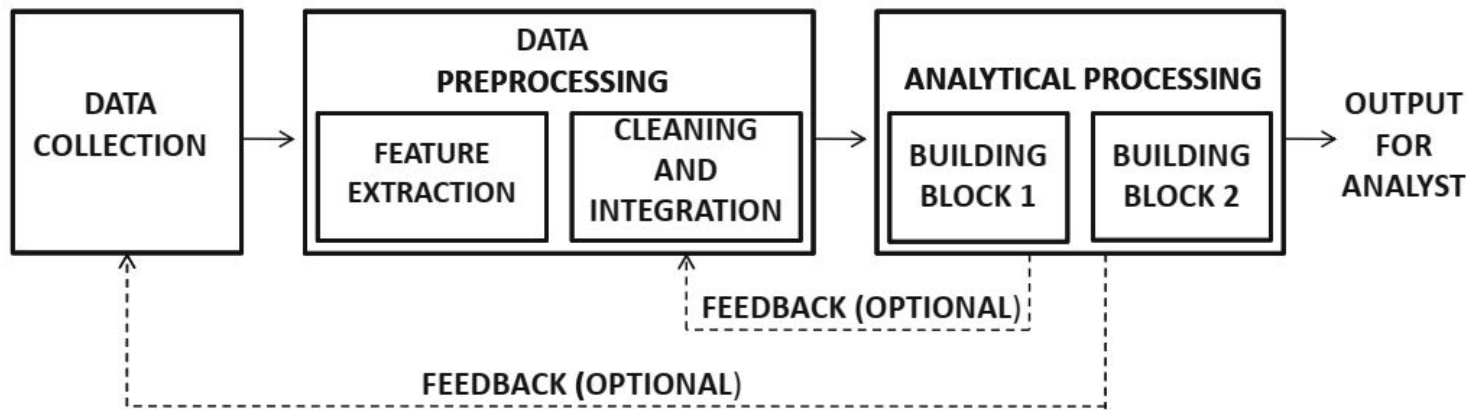 DATA
COLLECTION
DATA
PREPROCESSING
FEATURE
EXTRACTION
CLEANING
AND
INTEGRATION
ANALYTICAL PROCESSING
BUILDING
BLOCK 1
BUILDING
BLOCK 2
OUTPUT
FOR
ANALYST
FEEDBACK (OPTIONAL)
FEEDBACK (OPTIONAL)